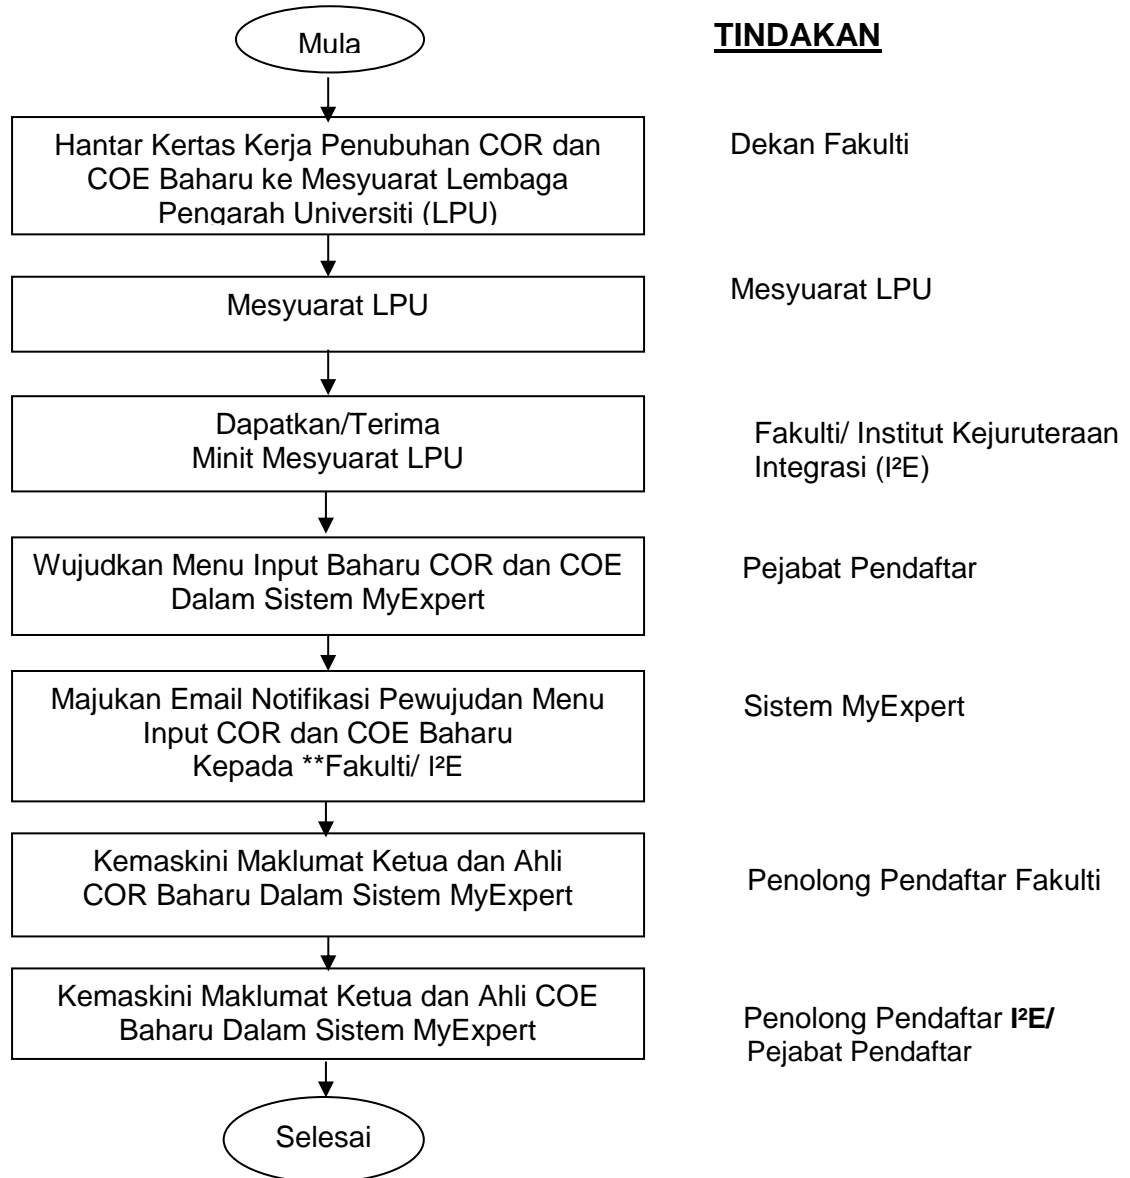 Mula
TINDAKAN
Hantar Kertas Kerja Penubuhan COR dan
COE Baharu ke Mesyuarat Lembaga
Pengarah Universiti (LPU)
Dekan Fakulti
Mesyuarat LPU
Mesyuarat LPU
Dapatkan/Terima
Minit Mesyuarat LPU
Fakulti/ Institut Kejuruteraan
Integrasi (I²E)
Wujudkan Menu Input Baharu COR dan COE
Dalam Sistem MyExpert
Pejabat Pendaftar
Majukan Email Notifikasi Pewujudan Menu
Input COR dan COE Baharu
Kepada **Fakulti/ I²E
Sistem MyExpert
Kemaskini Maklumat Ketua dan Ahli
COR Baharu Dalam Sistem MyExpert
Penolong Pendaftar Fakulti
Kemaskini Maklumat Ketua dan Ahli COE
Baharu Dalam Sistem MyExpert
Penolong Pendaftar I²E/
Pejabat Pendaftar
Selesai